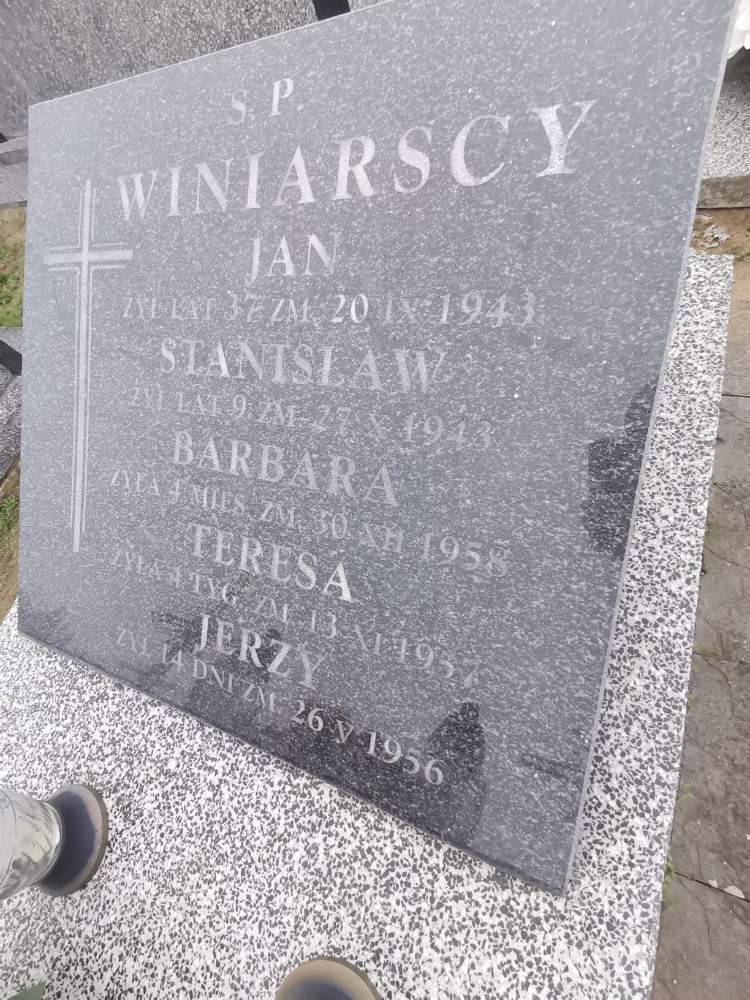 Ś. P.
WINIARSCY
JAN
ŻYŁ LAT 37 ZM. 20 IX 1943
STANISŁAW
ŻYŁ LAT 9 ZM. 27 X 1943
BARBARA
ŻYŁA 4 MIES. ZM. 30 XII 1958
TERESA
ŻYŁA 4 TYG. ZM. 13 XI 1957
JERZY
ŻYŁ 14 DNI ZM. 26 V 1956